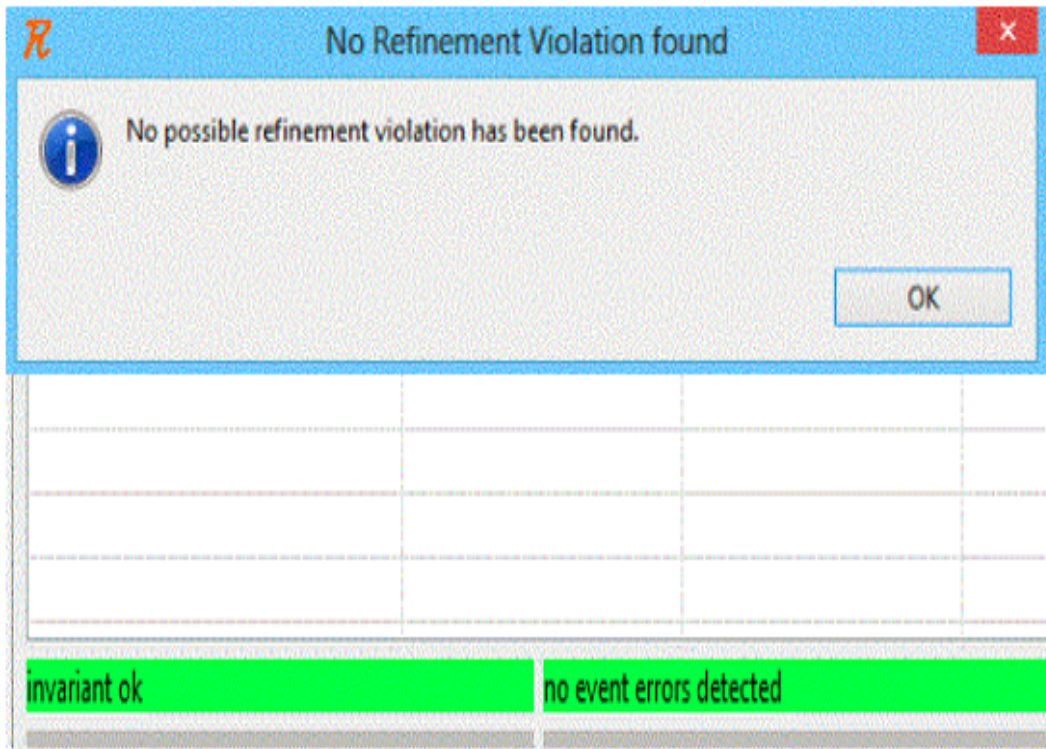 No Refinement Violation found
No possible refinement violation has been found.
OK
invariant ok
no event errors detected